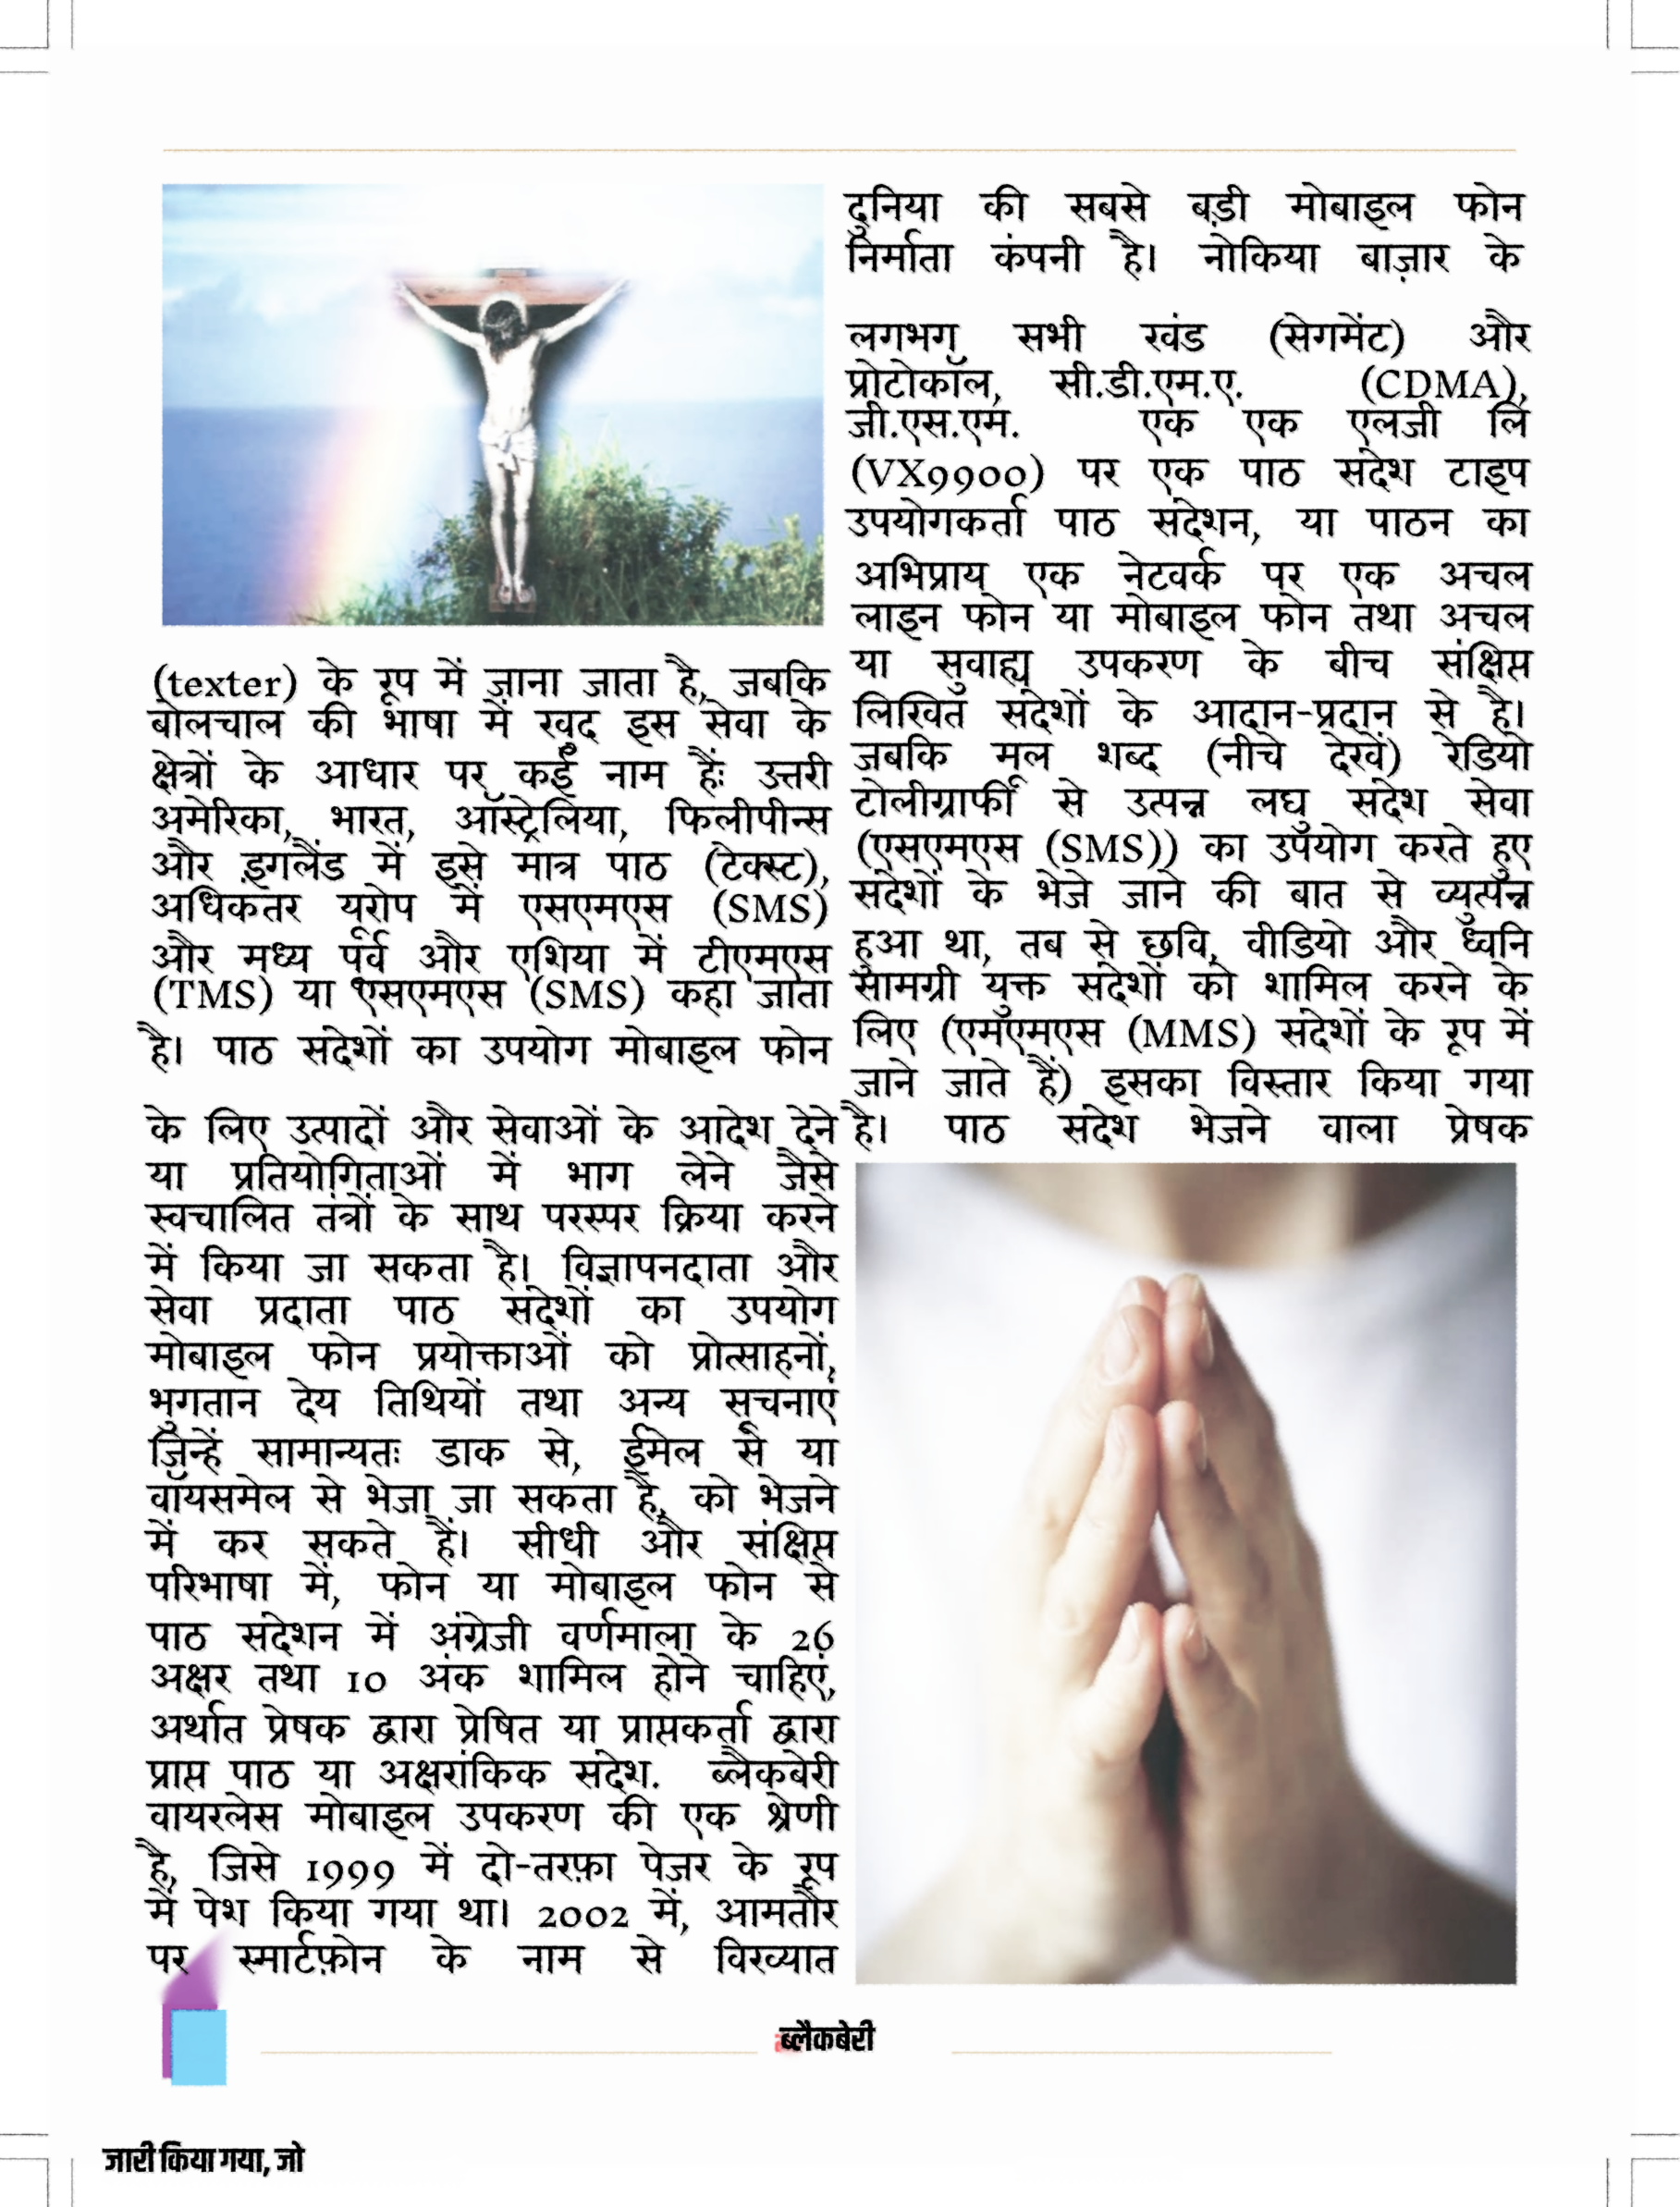 (texter) के रूप में जाना जाता है, जबकि
बोलचाल की भाषा में खुद इस सेवा के
क्षेत्रों के आधार पर कई नाम हैंः उत्तरी
अमेरिका, भारत, ऑस्ट्रेलिया, फिलीपीन्स
और इंगलैंड में इसे मात्र पाठ (टेक्स्ट),
अधिकंतर यूरोप में एसएमएस (SMS)
और मध्य पूर्व और एशिया में टीएमएस
(TMS) या एसएमएस (SMS) कहा जाता
है। पाठ संदेशों का उपयोग मोबाइल फोन
के लिए उत्पादों और सेवाओं के आदेश देने
या प्रतियोगिताओं में भाग लेने जैसे
स्वचालित तंत्रों के साथ परस्पर क्रिया करने
में किया जा सकता है। विज्ञापनदाता और
सेवा प्रदाता पाठ संदेशों का उपयोग
मोबाइल फोन प्रयोक्ताओं को प्रोत्साहनों,
भुगतान देय तिथियों तथा अन्य सूचनाएं
जिन्हें सामान्यतः डाक से, ईमेल से या
वॉयसमेल से भेजा जा सकता है, को भेजने
में कर सकते हैं। सीधी और संक्षिप्त
परिभाषा में, फोन या मोबाइल फोन से
पाठ संदेशन में अंग्रेजी वर्णमाला के 26
अक्षर तथा 10 अंक शामिल होने चाहिएं,
अर्थात प्रेषक द्वारा प्रेषित या प्राप्तकर्ता द्वारा
प्राप्त पाठ या अक्षरांकिक संदेश. ब्लैकबेरी
वायरलेस मोबाइल उपकरण की एक श्रेणी
है, जिसे 1999 में दो-तरफ़ा पेजर के रूप
में पेश किया गया था। 2002 में, आमतौर
पर स्मार्टफ़ोन के नाम से विख्यात
दुनिया की सबसे बड़ी मोबाइल फोन
निर्माता कंपनी है। नोकिया बाज़ार के
लगभग सभी खंड (सेगमेंट) और
प्रोटोकॉल, सी.डी.एम.ए. (CDMA),
जी.एस.एम. एक एक एलजी लि
(VX9900) पर एक पाठ संदेश टाइप
उपयोगकर्ता पाठ संदेशन, या पाठन का
अभिप्राय एक नेटवर्क पर एक अचल
लाइन फोन या मोबाइल फोन तथा अचल
या सुवाह्य उपकरण के बीच संक्षिप्त
लिखित संदेशों के आदान-प्रदान से है।
जबकि मूल शब्द (नीचे देखें) रेडियो
टोलीग्राफी से उत्पन्न लघु संदेश सेवा
(एसएमएस (SMS)) का उपयोग करते हुए
संदेशों के भेजे जाने की बात से व्युत्पन्न
हुआ था, तब से छवि, वीडियो और ध्वनि
सामग्री युक्त संदेशों को शामिल करने के
लिए (एमएमएस (MMS) संदेशों के रूप में
जाने जाते हैं) इसका विस्तार किया गया
है। पाठ संदेश भेजने वाला प्रेषक
ब्लैकबेरी
जारी किया गया, जो